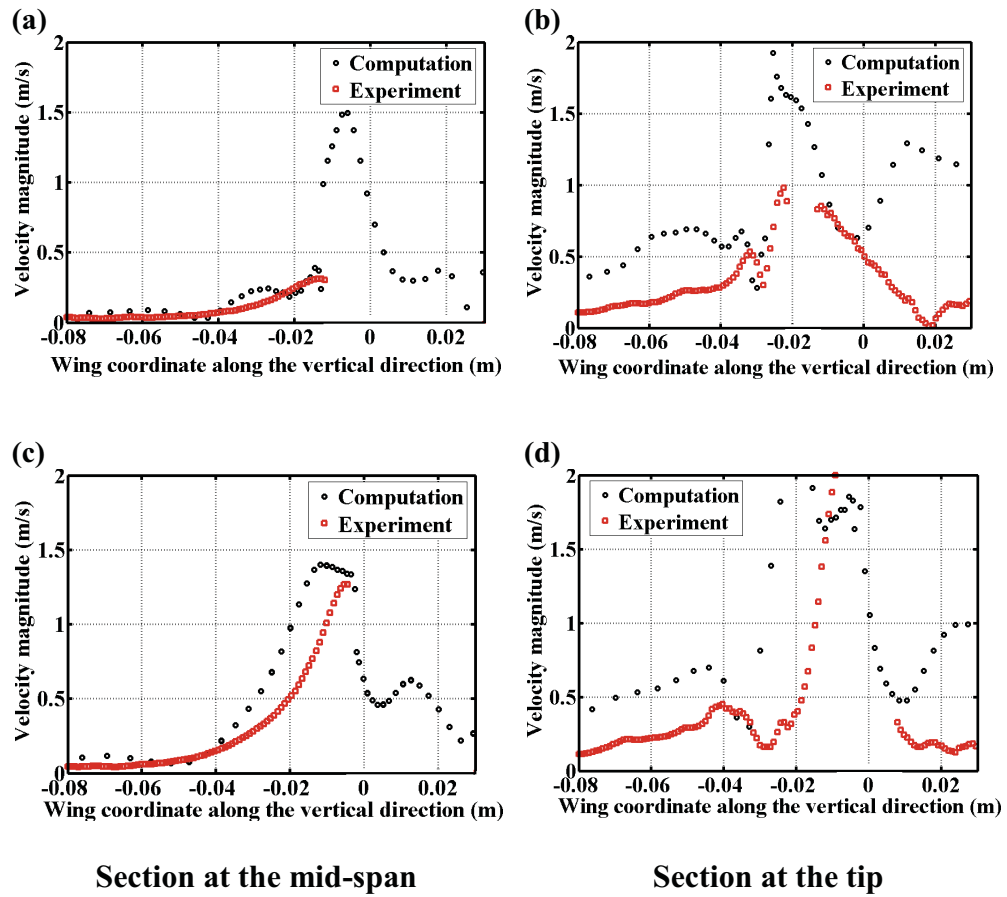 (a)
(b)
2
1.5
1
0.5
0
-0.08
-0.06
-0.04
-0.02
0
0.02
Velocity magnitude (m/s)
Wing coordinate along the vertical direction (m)
Computation
Experiment
2
1.5
1
0.5
0
-0.08
-0.06
-0.04
-0.02
0
0.02
Velocity magnitude (m/s)
Wing coordinate along the vertical direction (m)
Computation
Experiment
(c)
(d)
2
1.5
1
0.5
0
-0.08
-0.06
-0.04
-0.02
0
0.02
Velocity magnitude (m/s)
Wing coordinate along the vertical direction (m)
Computation
Experiment
2
1.5
1
0.5
0
-0.08
-0.06
-0.04
-0.02
0
0.02
Velocity magnitude (m/s)
Wing coordinate along the vertical direction (m)
Computation
Experiment
Section at the mid-span
Section at the tip